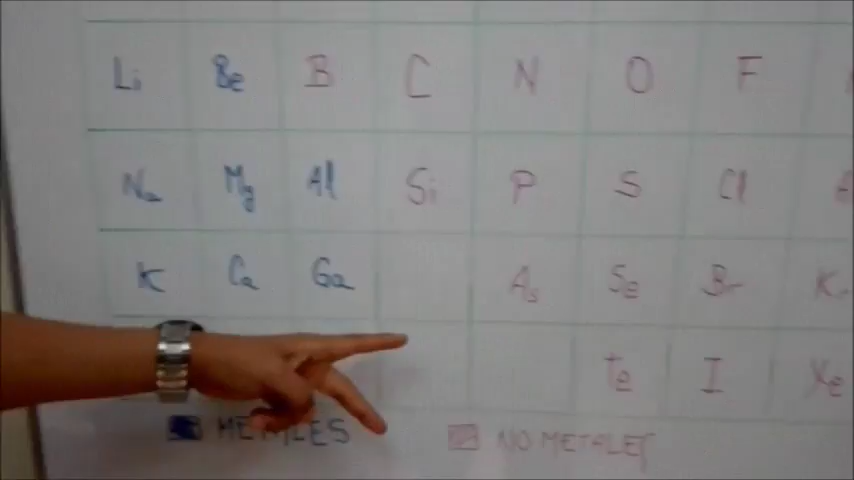 Li Be B C N O F
Na Mg Al Si P S Cl
K Ca Ga As Se Br Kr
Te I Xe
METALES NO METALES